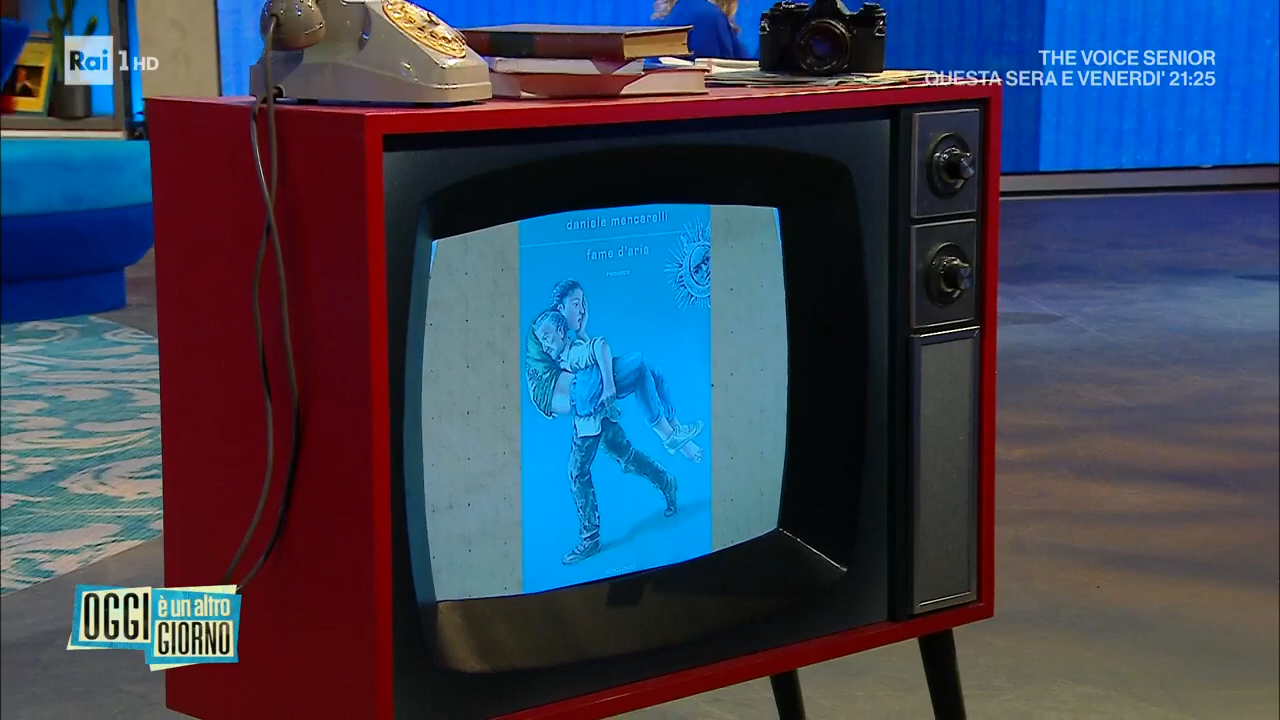 Rai 1 HD
THE VOICE SENIOR
QUESTA SERA E VENERDI' 21:25
daniele mencarelli
fame d'aria
romanzo
OGGI
è un altro
GIORNO